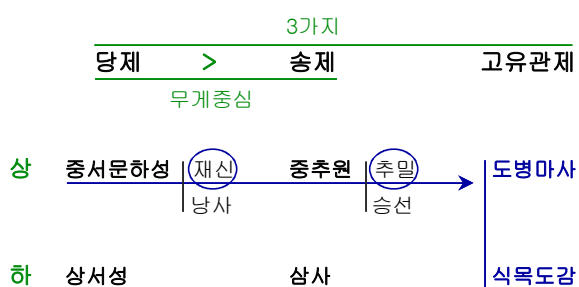 3가지
당제 > 송제 고유관제
무게중심
상 중서문하성 재신 중추원 추밀 도병마사
낭사 승선
하 상서성 삼사 식목도감